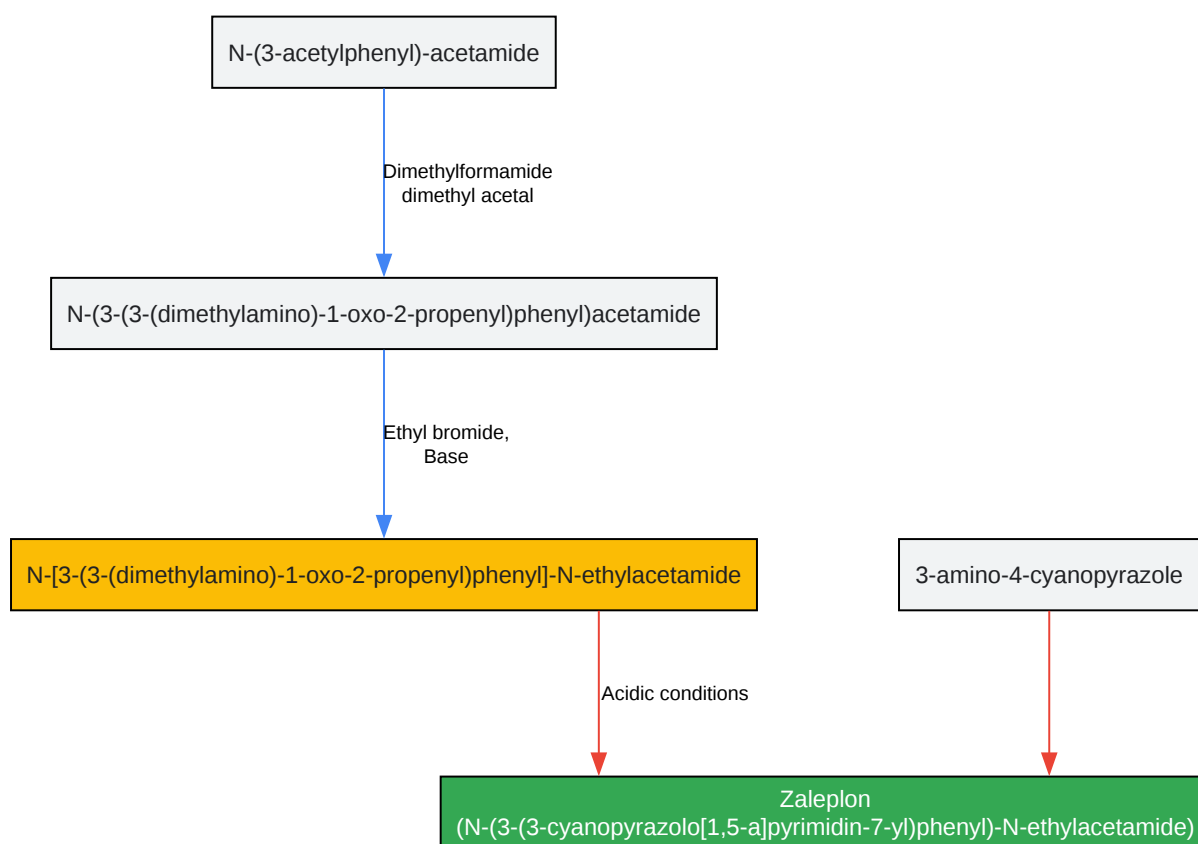 N-(3-acetylphenyl)-acetamide
Dimethylformamide
dimethyl acetal
N-(3-(3-(dimethylamino)-1-oxo-2-propenyl)phenyl)acetamide
Ethyl bromide,
Base
N-[3-(3-(dimethylamino)-1-oxo-2-propenyl)phenyl]-N-ethylacetamide
3-amino-4-cyanopyrazole
Acidic conditions
Zaleplon
(N-(3-(3-cyanopyrazolo[1,5-a]pyrimidin-7-yl)phenyl)-N-ethylacetamide)